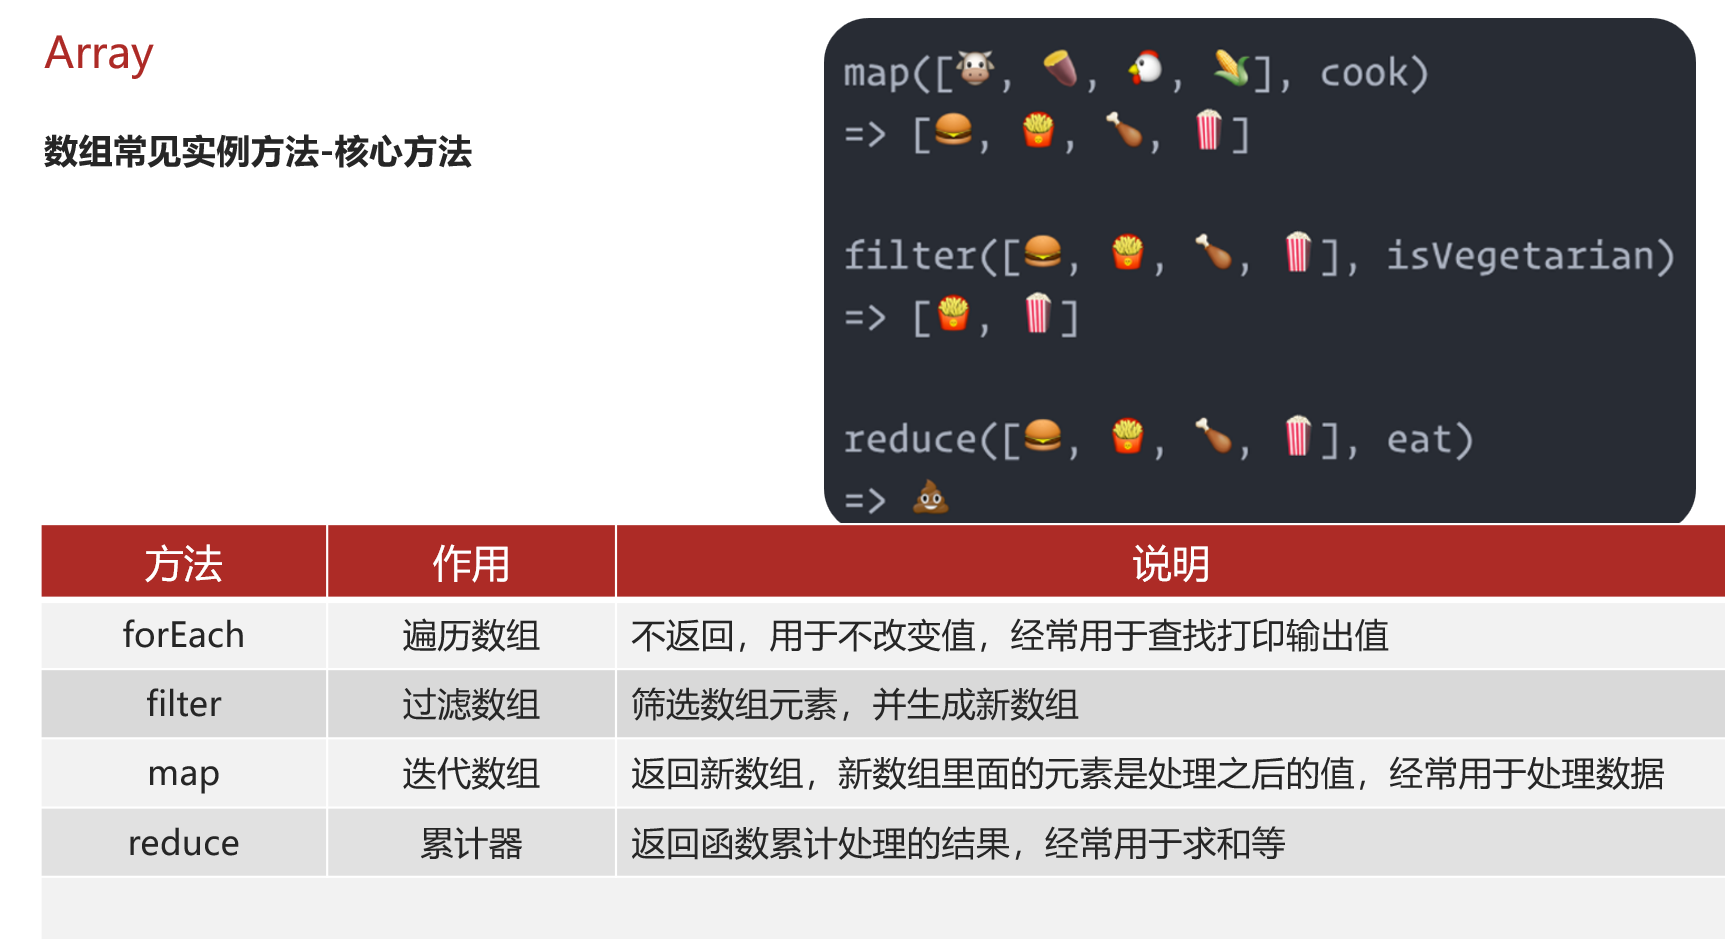 Array
数组常见实例方法-核心方法
map([🐮, 🍠, 🐔, 🌽], cook)
=> [🍔, 🍟, 🍗, 🍿]
filter([🍔, 🍟, 🍗, 🍿], isVegetarian)
=> [🍟, 🍿]
reduce([🍔, 🍟, 🍗, 🍿], eat)
=> 💩
方法 作用 说明
forEach 遍历数组 不返回，用于不改变值，经常用于查找打印输出值
filter 过滤数组 筛选数组元素，并生成新数组
map 迭代数组 返回新数组，新数组里面的元素是处理之后的值，经常用于处理数据
reduce 累计器 返回函数累计处理的结果，经常用于求和等